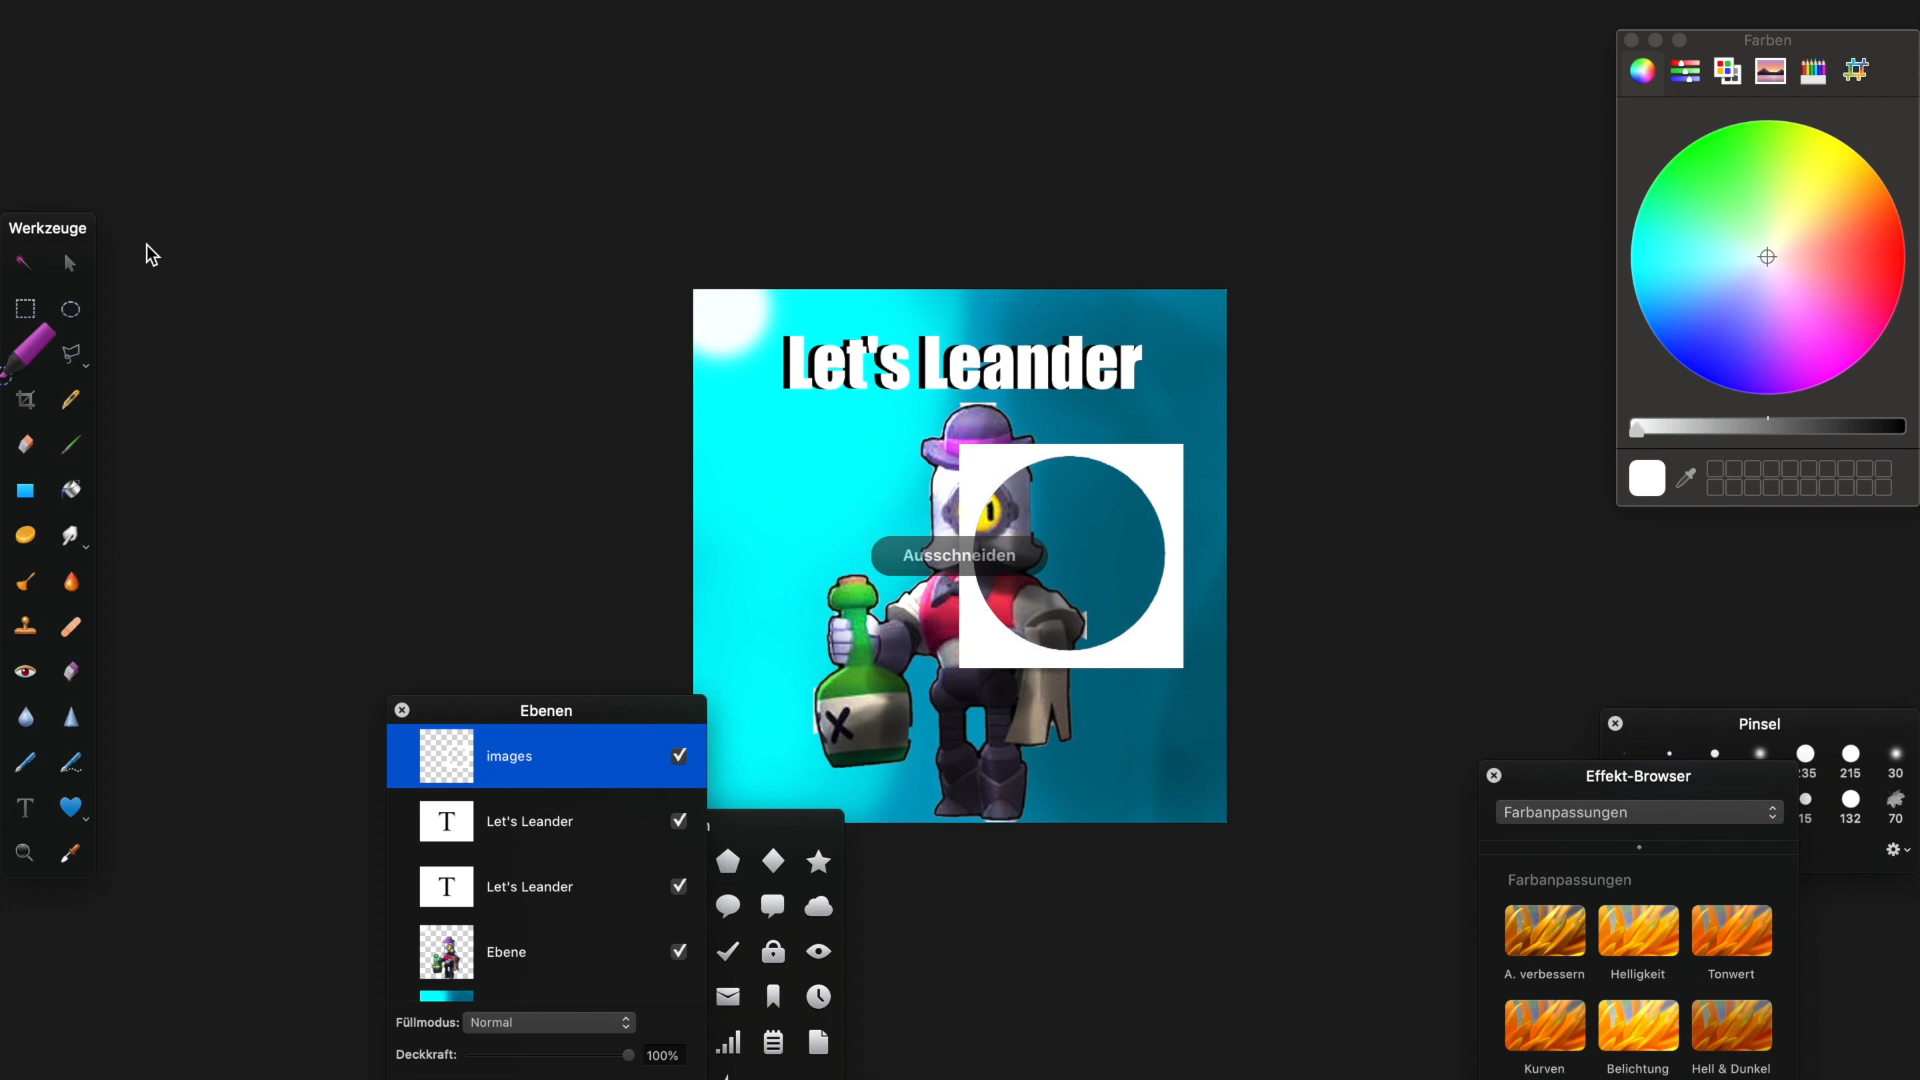 Farben
Werkzeuge
Let's Leander
Ausschneiden
Ebenen
images
Let's Leander
Let's Leander
Ebene
Füllmodus: Normal
Deckkraft: 100%
Pinsel
235 215 30
15 132 70
Effekt-Browser
Farbanpassungen
Farbanpassungen
A. verbessern Helligkeit Tonwert
Kurven Belichtung Hell & Dunkel